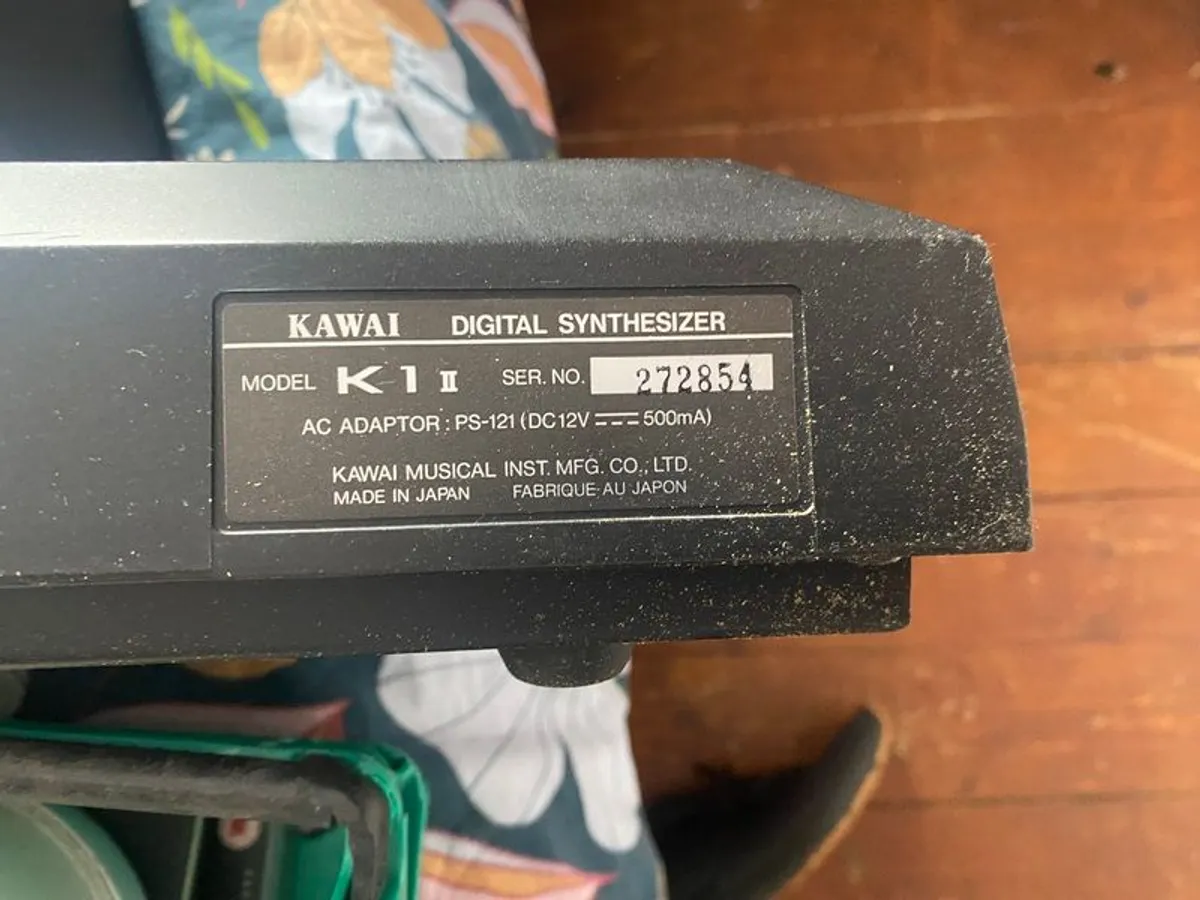 KAWAI DIGITAL SYNTHESIZER
MODEL K1 II SER. NO. 272854
AC ADAPTOR : PS-121 (DC12V ⎓ 500mA)
KAWAI MUSICAL INST. MFG. CO., LTD.
MADE IN JAPAN FABRIQUE AU JAPON